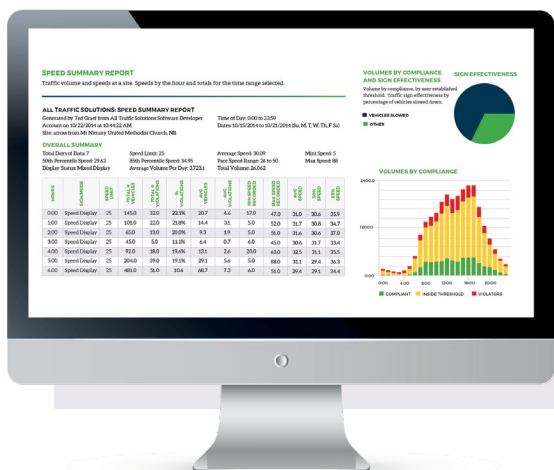 SPEED SUMMARY REPORT
Traffic volume and speeds at a site. Speeds by the hour and totals for the time range selected.
ALL TRAFFIC SOLUTIONS: SPEED SUMMARY REPORT
Generated by Ted Graef from All Traffic Solutions Software Developer
Account on 10/22/2014 at 10:44:22 AM
Site: across from Mt Nittany United Methodist Church, NB
Time of Day: 0:00 to 23:59
Dates: 10/15/2014 to 10/21/2014 (Su, M, T, W, Th, F Sa)
OVERALL SUMMARY
Total Days of Data: 7
50th Percentile Speed: 29.62
Display Status: Mixed Display
Speed Limit: 25
85th Percentile Speed: 34.95
Average Volume Per Day: 3,723.1
Average Speed: 30.09
Pace Speed Range: 26 to 50
Total Volume: 26,062
Mini Speed: 5
Max Speed: 88
HOURS SIGN MODE SPEED LIMIT TOTAL # VEHICLES TOTAL # VIOLATIONS % VIOLATIONS AVG VEHICLES AVG VIOLATIONS MIN SPEED RECORDED MAX SPEED RECORDED AVG SPEED 50% SPEED 85% SPEED
0:00 Speed Display 25 145.0 32.0 22.1% 20.7 4.6 17.0 47.0 31.0 30.6 35.9
1:00 Speed Display 25 101.0 22.0 21.8% 14.4 3.1 5.0 52.0 31.7 30.8 34.7
2:00 Speed Display 25 65.0 13.0 20.0% 9.3 1.9 5.0 51.0 31.6 30.6 37.0
3:00 Speed Display 25 45.0 5.0 11.1% 6.4 0.7 6.0 45.0 30.6 31.7 33.4
4:00 Speed Display 25 92.0 18.0 19.6% 13.1 2.6 20.0 63.0 32.5 31.1 35.5
5:00 Speed Display 25 204.0 39.0 19.1% 29.1 5.6 5.0 88.0 31.1 29.4 36.3
6:00 Speed Display 25 481.0 51.0 10.6 68.7 7.3 6.0 51.0 29.4 29.1 34.4
VOLUMES BY COMPLIANCE
AND SIGN EFFECTIVENESS
Volume by compliance, by user established
threshold. Traffic sign effectiveness by
percentage of vehicles slowed down.
VEHICLES SLOWED
OTHER
SIGN EFFECTIVENESS
VOLUMES BY COMPLIANCE
2400.0
1200.0
0.00
0:00 4:00 8:00 12:00 16:00 20:00
COMPLIANT INSIDE THRESHOLD VIOLATORS